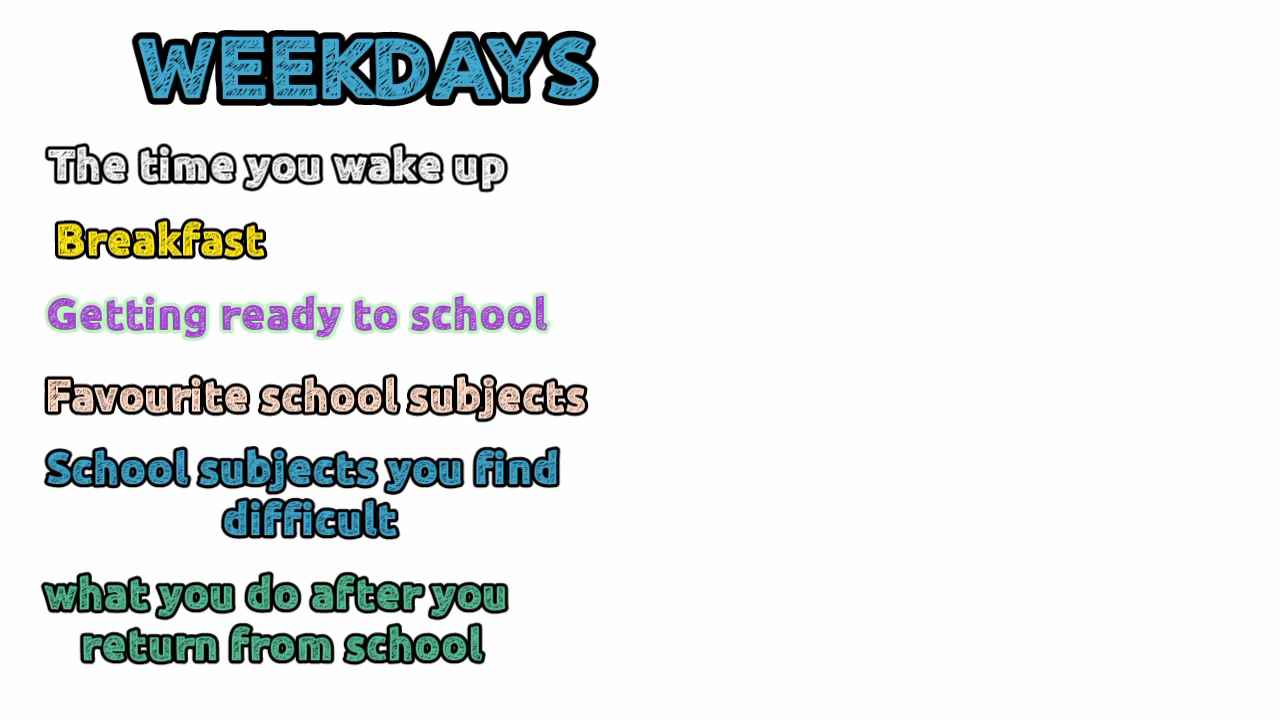 WEEKDAYS
The time you wake up
Breakfast
Getting ready to school
Favourite school subjects
School subjects you find
difficult
what you do after you
return from school